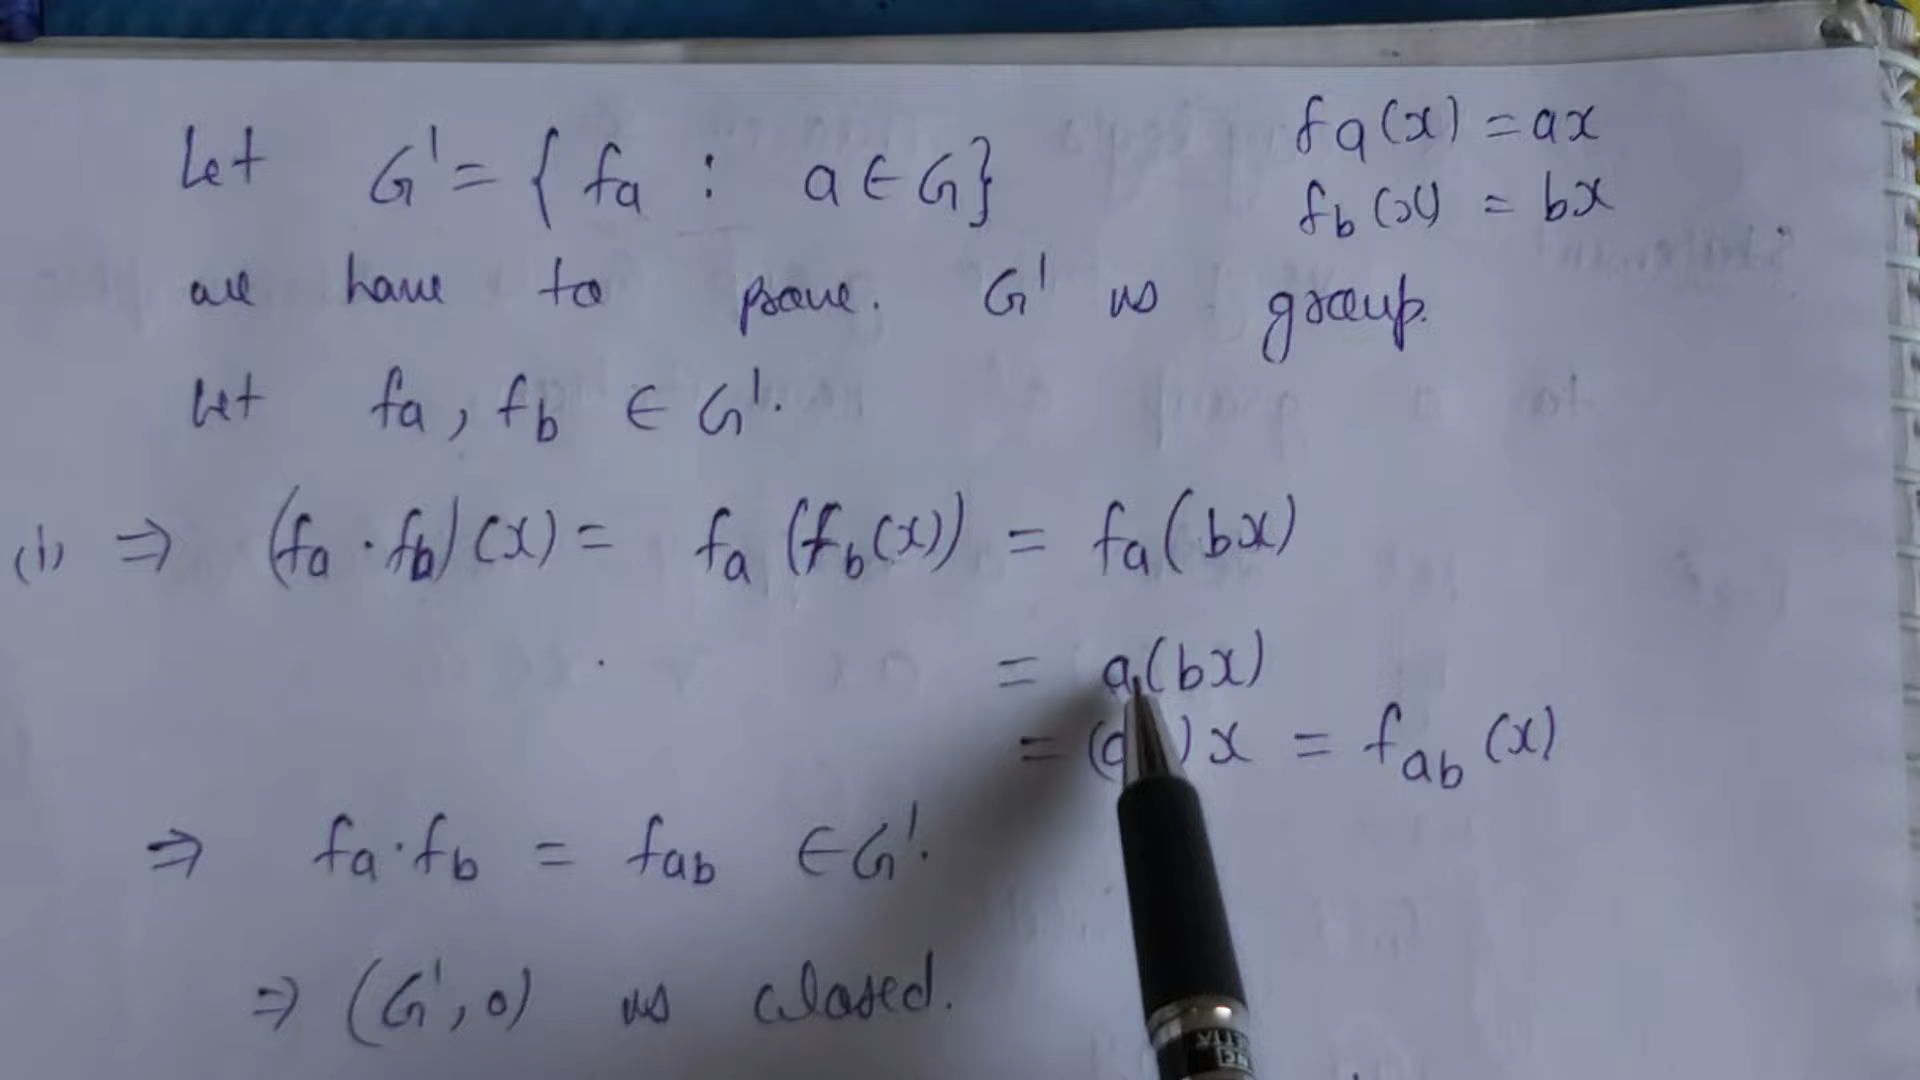 Let G' = { fa : a ∈ G}
fa(x) = ax
fb(x) = bx
we have to prove. G' is group.
Let fa, fb ∈ G'.
(i) ⇒ (fa · fb)(x) = fa (fb(x)) = fa(bx)
= a(bx)
= ( )x = fab (x)
⇒ fa·fb = fab ∈ G'.
⇒ (G', o) is closed.